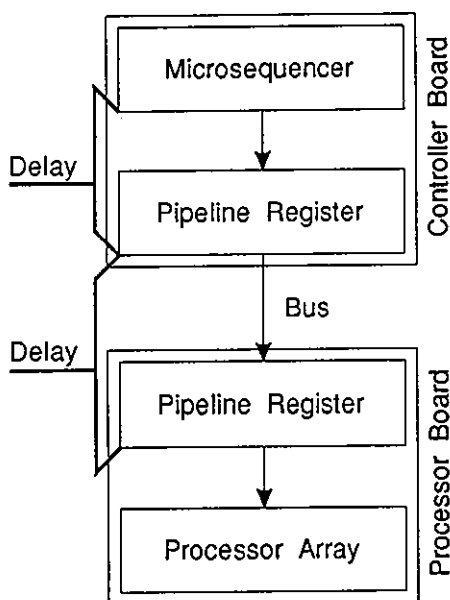 Microsequencer
Controller Board
Delay
Pipeline Register
Bus
Delay
Pipeline Register
Processor Board
Processor Array